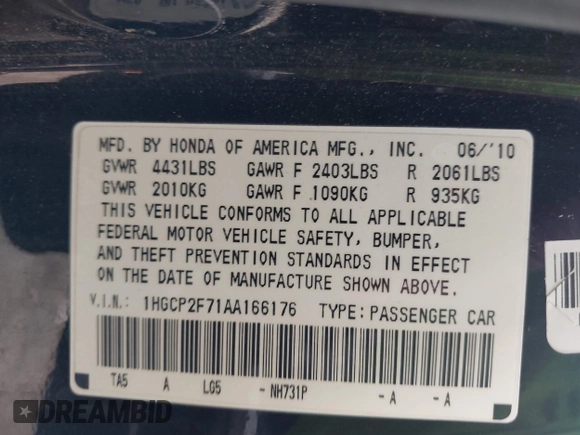 MFD. BY HONDA OF AMERICA MFG., INC. 06/'10
GVWR 4431LBS GAWR F 2403LBS R 2061LBS
GVWR 2010KG GAWR F 1090KG R 935KG
THIS VEHICLE CONFORMS TO ALL APPLICABLE
FEDERAL MOTOR VEHICLE SAFETY, BUMPER,
AND THEFT PREVENTION STANDARDS IN EFFECT
ON THE DATE OF MANUFACTURE SHOWN ABOVE.
V.I.N.: 1HGCP2F71AA166176 TYPE: PASSENGER CAR
TA5 A LG5 - NH731P - A - A
DREAMBID